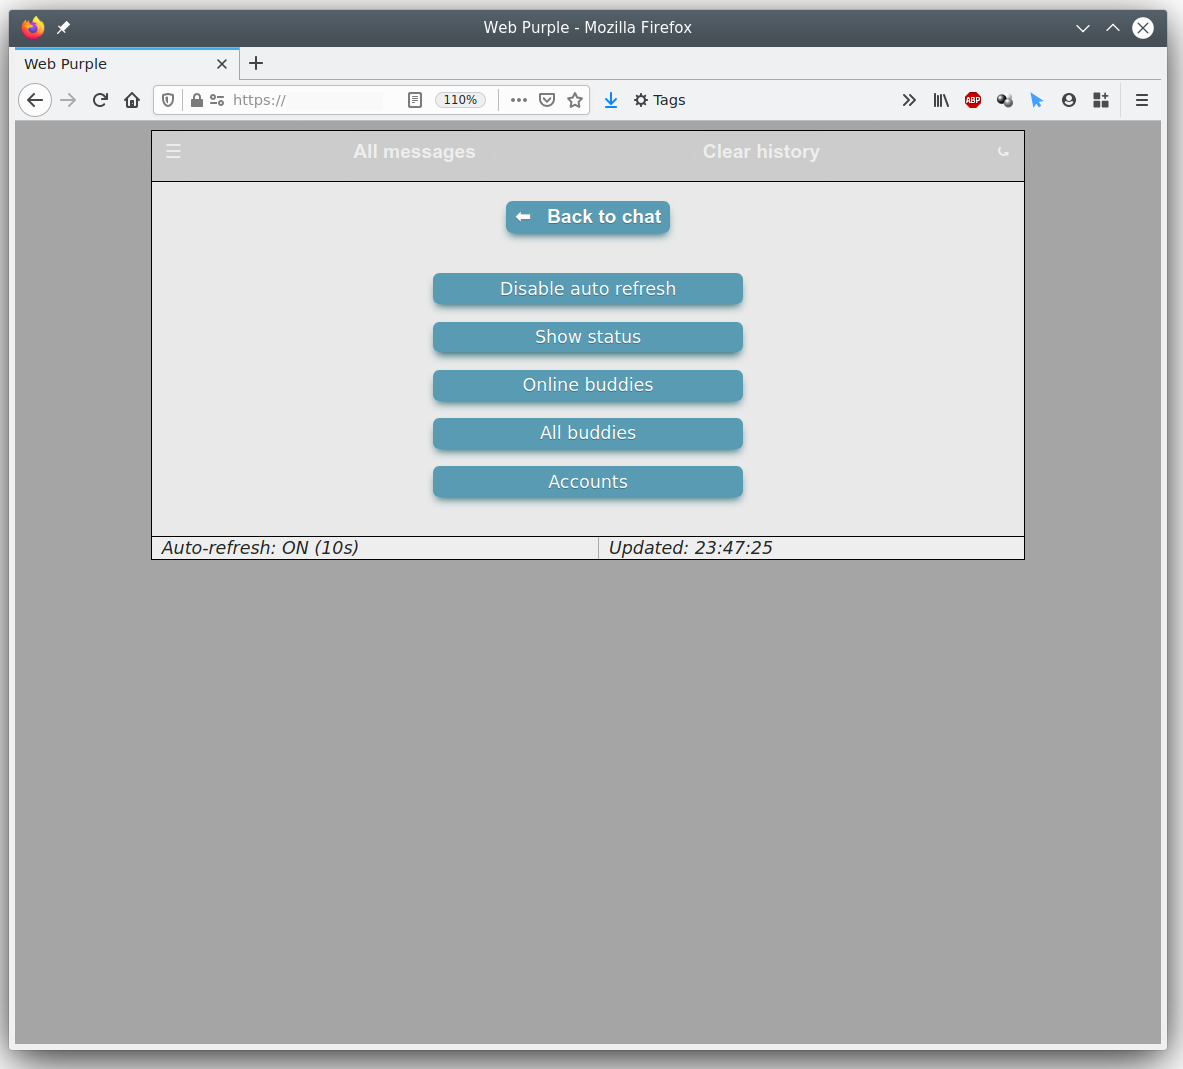 Web Purple - Mozilla Firefox
Web Purple
https://
110%
Tags
ABP
All messages
Clear history
Back to chat
Disable auto refresh
Show status
Online buddies
All buddies
Accounts
Auto-refresh: ON (10s)
Updated: 23:47:25